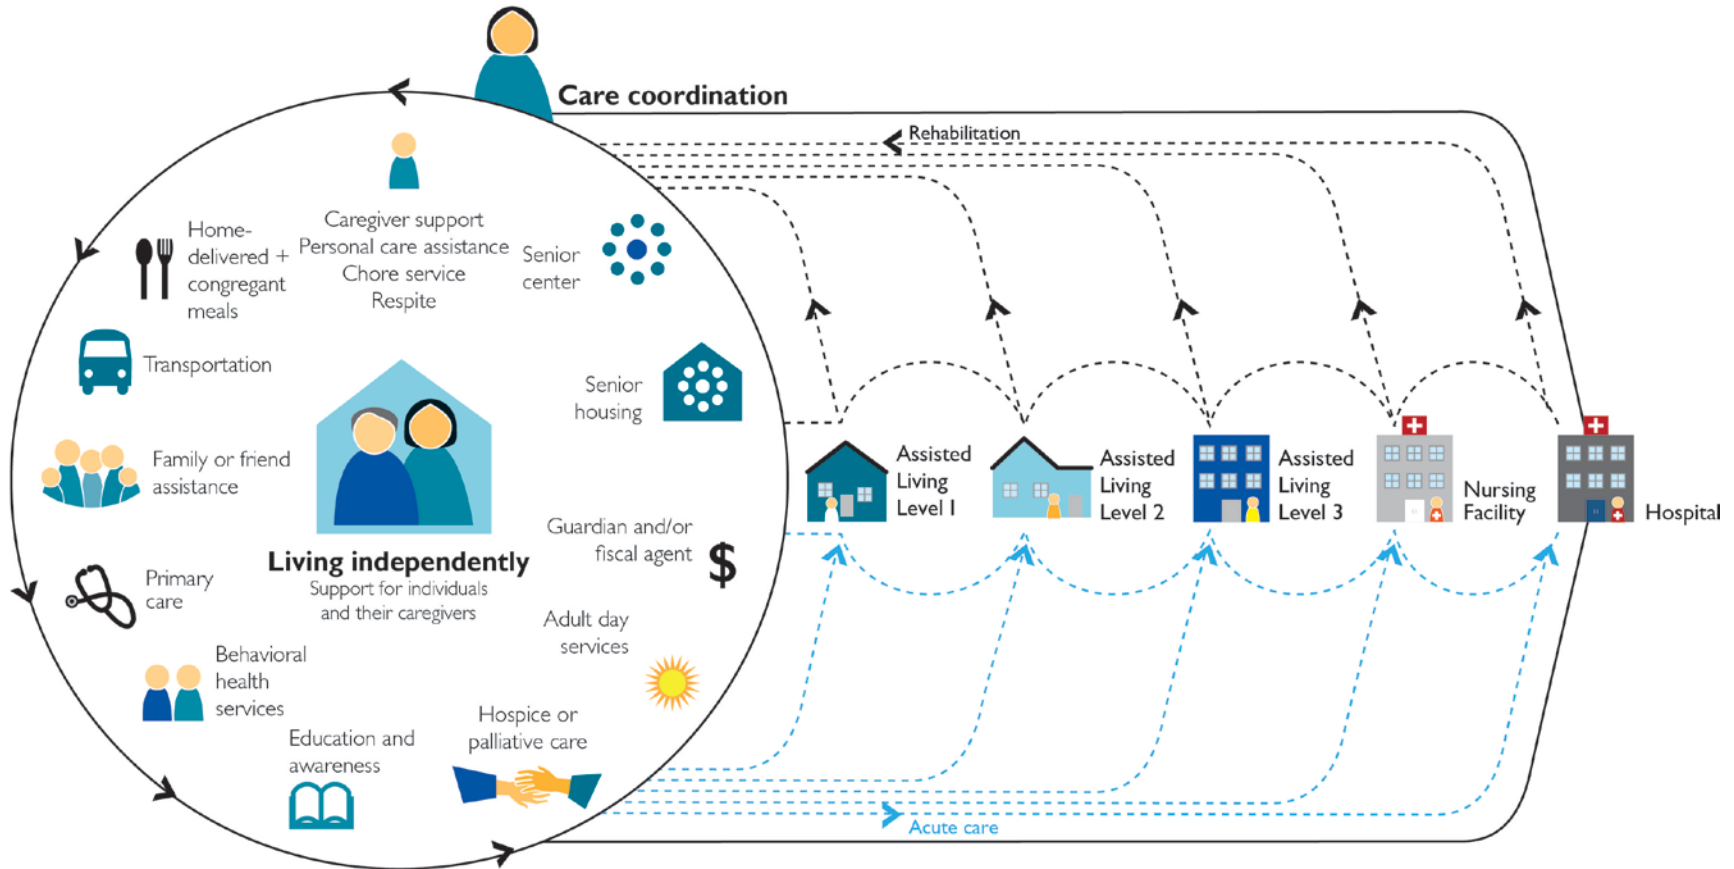 Care coordination
Rehabilitation
Caregiver support
Personal care assistance
Chore service
Respite
Home-
delivered +
congregant
meals
Senior
center
Transportation
Senior
housing
Family or friend
assistance
Living independently
Support for individuals
and their caregivers
Guardian and/or
fiscal agent
$
Primary
care
Adult day
services
Behavioral
health
services
Hospice or
palliative care
Education and
awareness
Assisted
Living
Level 1
Assisted
Living
Level 2
Assisted
Living
Level 3
Nursing
Facility
Hospital
Acute care